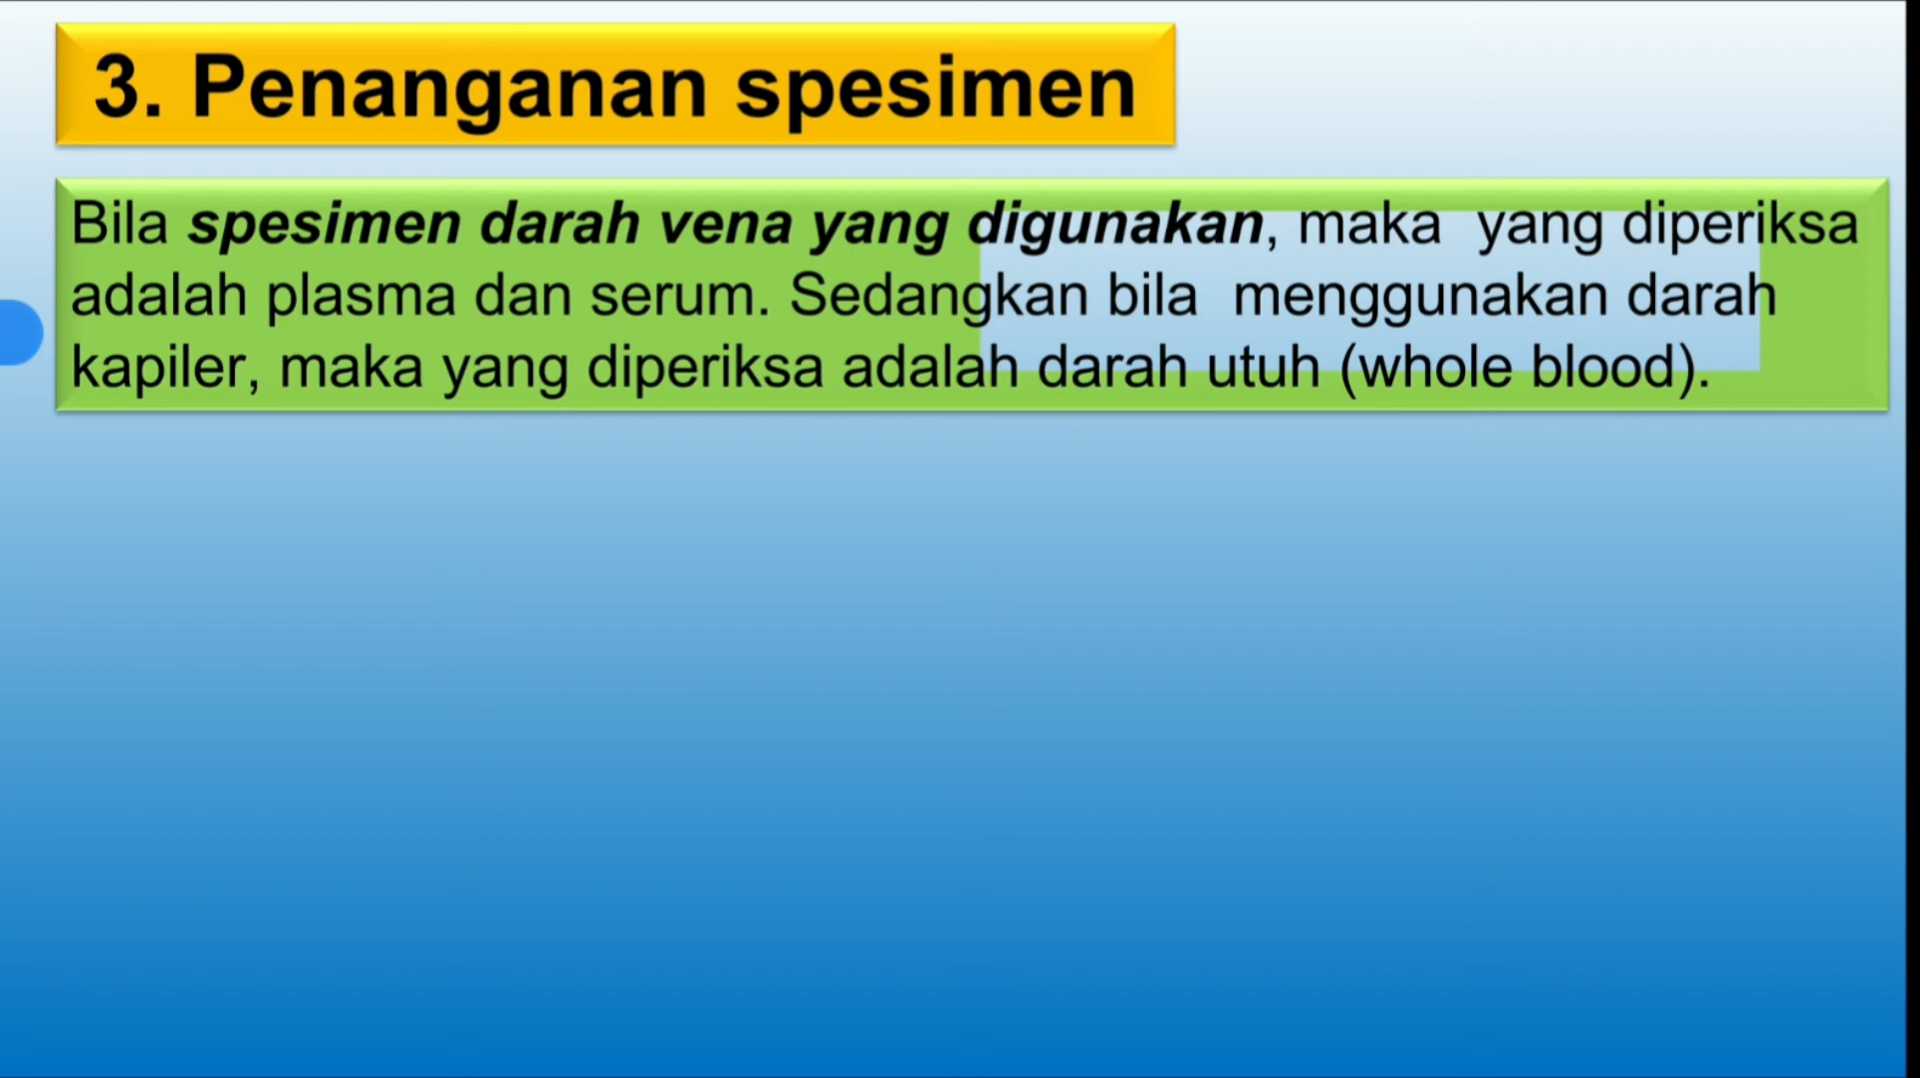 3. Penanganan spesimen
Bila spesimen darah vena yang digunakan, maka yang diperiksa
adalah plasma dan serum. Sedangkan bila menggunakan darah
kapiler, maka yang diperiksa adalah darah utuh (whole blood).